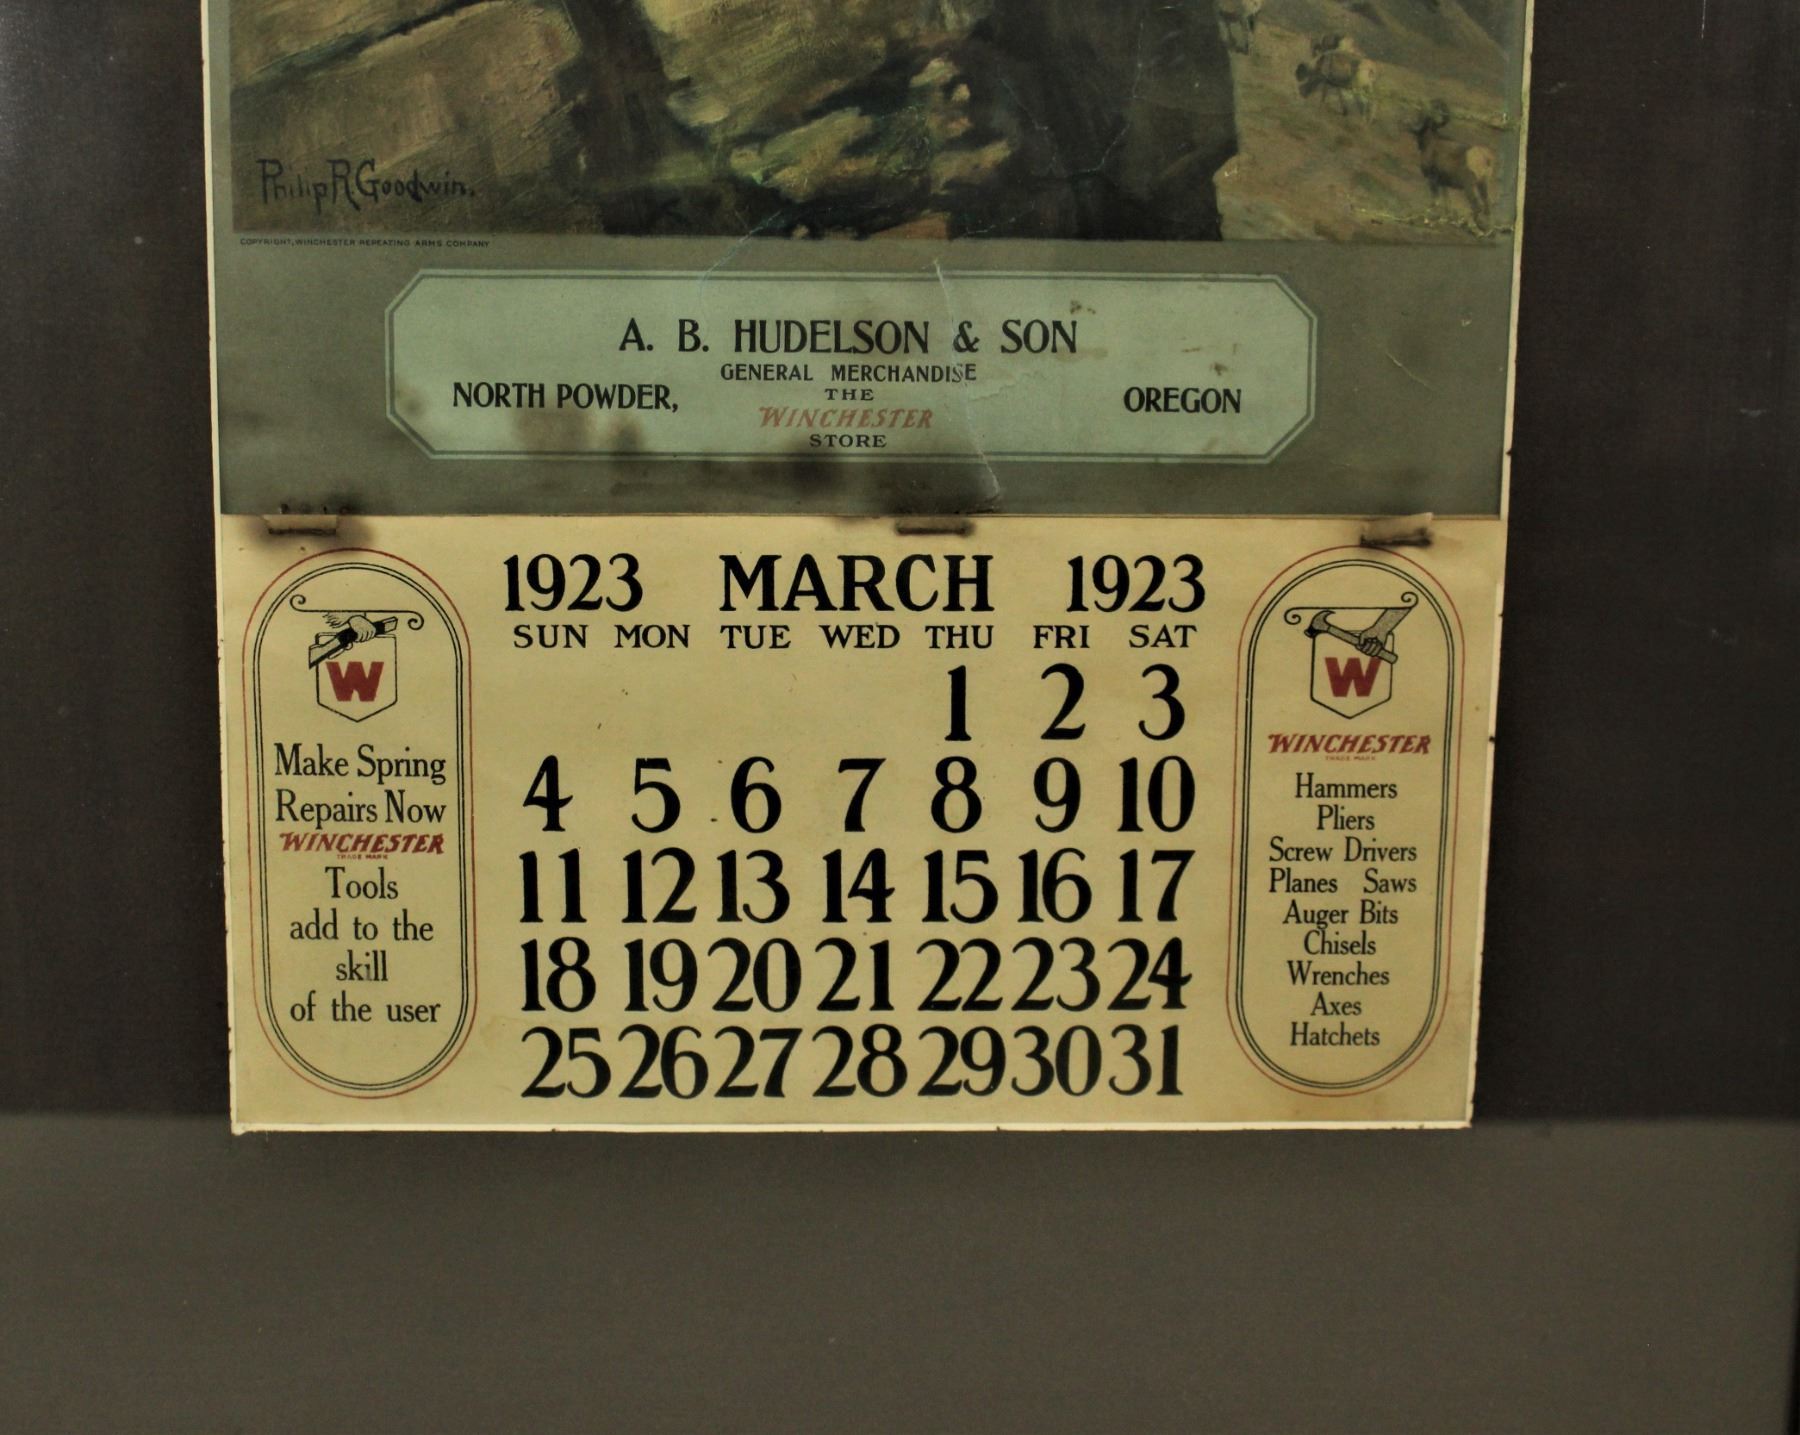 Philip R. Goodwin.
COPYRIGHT, WINCHESTER REPEATING ARMS COMPANY
A. B. HUDELSON & SON
GENERAL MERCHANDISE
NORTH POWDER, THE OREGON
WINCHESTER
STORE
1923 MARCH 1923
SUN MON TUE WED THU FRI SAT
1 2 3
4 5 6 7 8 9 10
11 12 13 14 15 16 17
18 19 20 21 22 23 24
25 26 27 28 29 30 31
W
Make Spring
Repairs Now
WINCHESTER
TRADE MARK
Tools
add to the
skill
of the user
W
WINCHESTER
TRADE MARK
Hammers
Pliers
Screw Drivers
Planes Saws
Auger Bits
Chisels
Wrenches
Axes
Hatchets